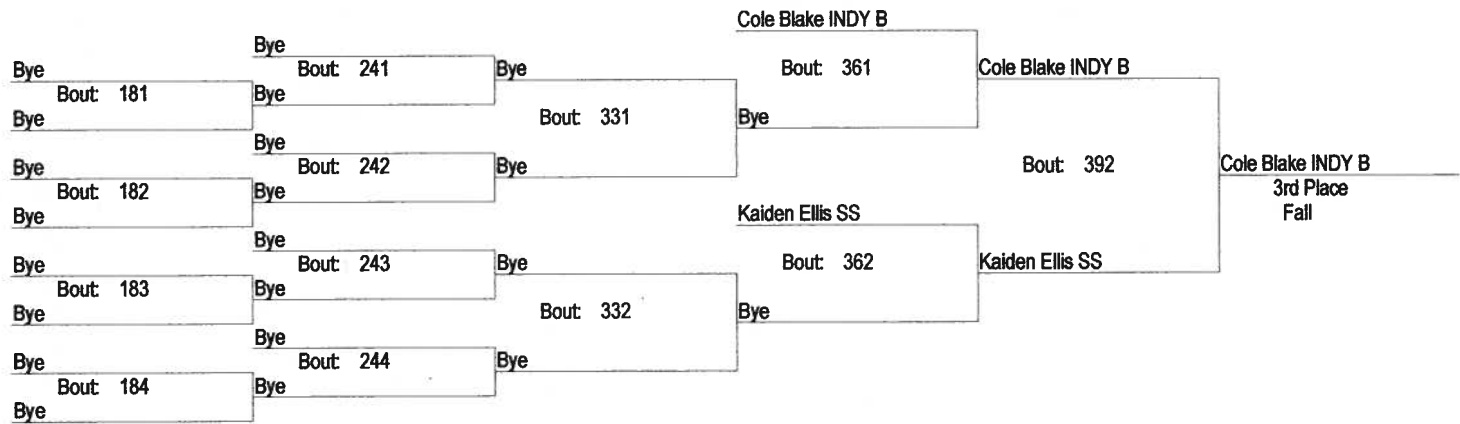 Bye
Bout: 181
Bye
Bye
Bout: 182
Bye
Bye
Bout: 183
Bye
Bye
Bout: 184
Bye
Bye
Bout: 241
Bye
Bye
Bout: 242
Bye
Bye
Bout: 243
Bye
Bye
Bout: 244
Bye
Bye
Bout: 331
Bye
Bye
Bout: 332
Bye
Cole Blake INDY B
Bout: 361
Bye
Kaiden Ellis SS
Bout: 362
Bye
Cole Blake INDY B
Bout: 392
Kaiden Ellis SS
Cole Blake INDY B
3rd Place
Fall